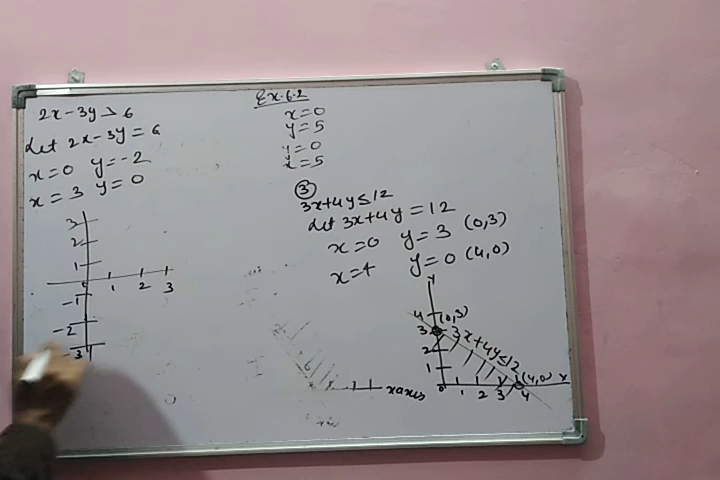 Ex.6.2
2x-3y>6
Let 2x-3y=6
x=0 y=-2
x=3 y=0
3
2
1
1 2 3
-1
-2
-3
x=0
y=5
y=0
x=5
③
3x+4y≤12
Let 3x+4y=12
x=0 y=3 (0,3)
x=4 y=0 (4,0)
x axis
Y
4 (0,3)
3
2
1
3x+4y≤12
(4,0) x
0 1 2 3 4